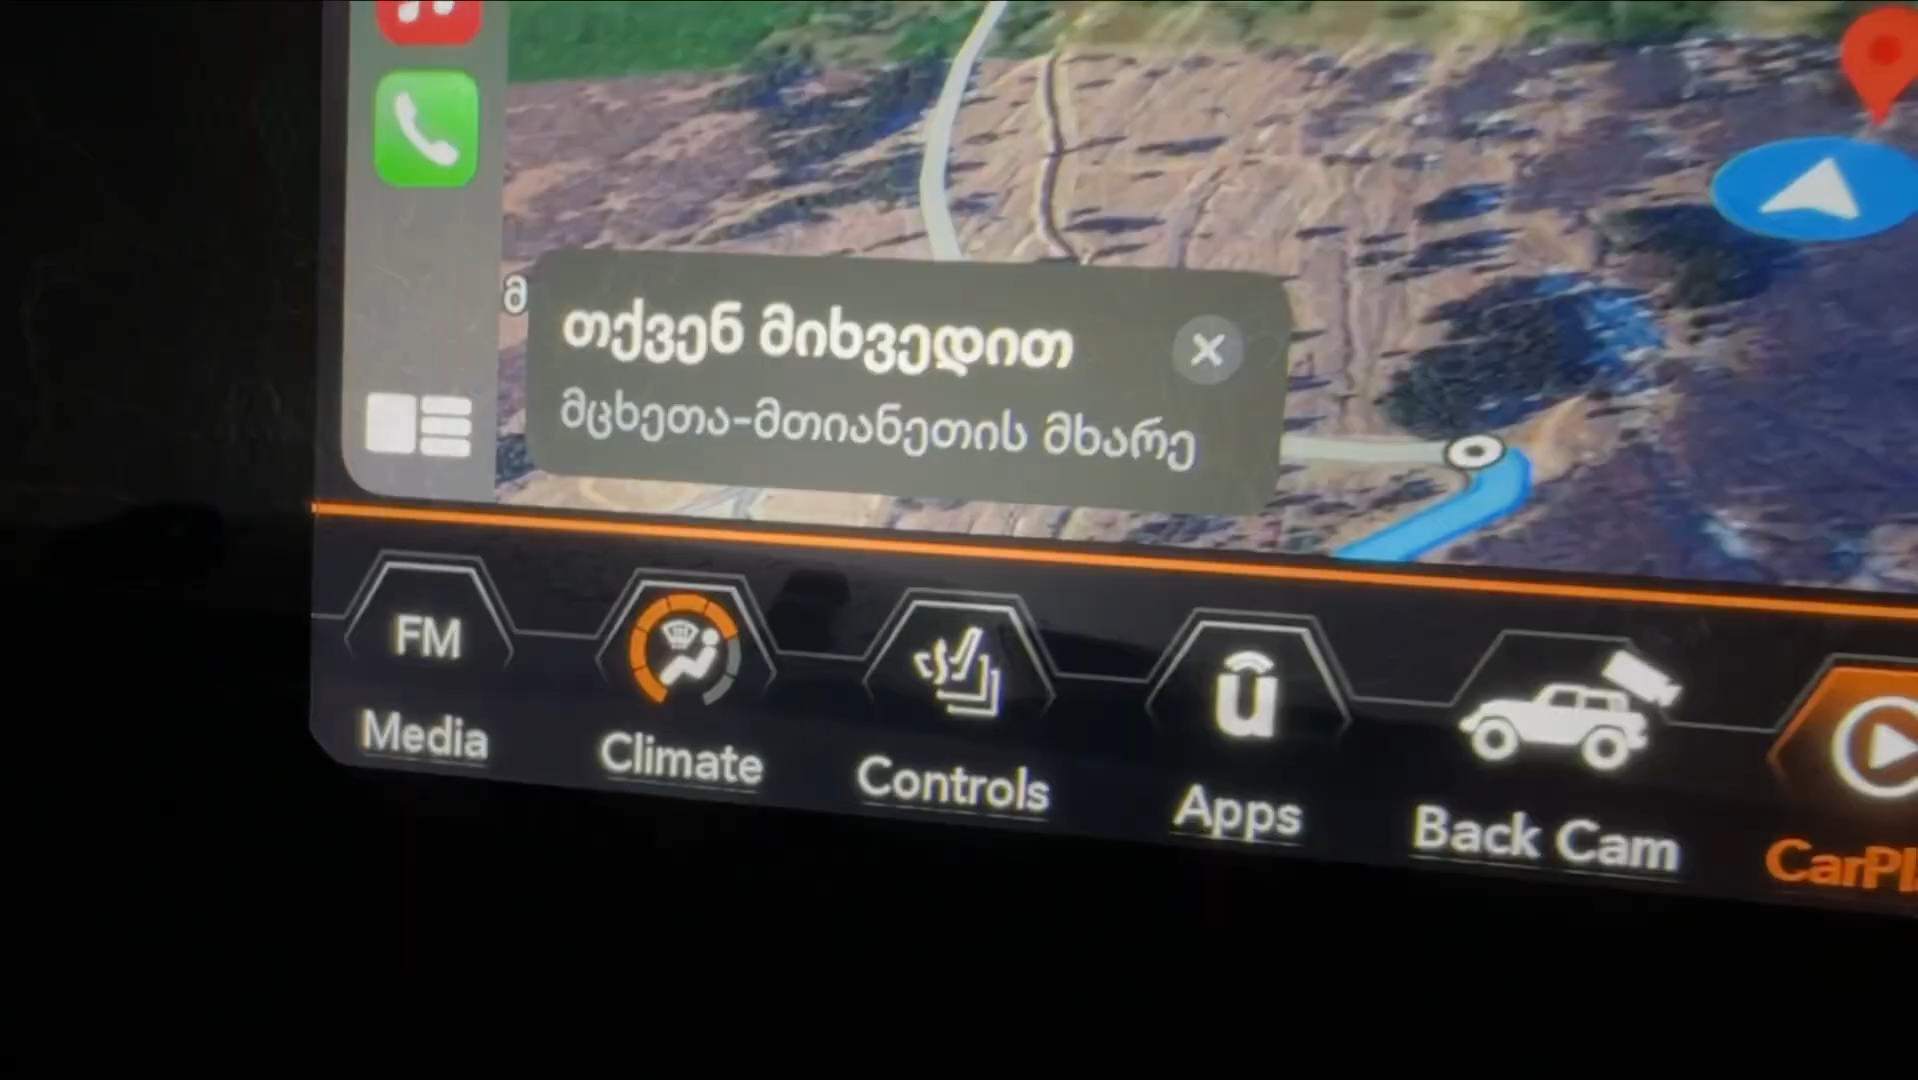 მ
თქვენ მიხვედით
მცხეთა-მთიანეთის მხარე
FM
Media
Climate
Controls
u
Apps
Back Cam